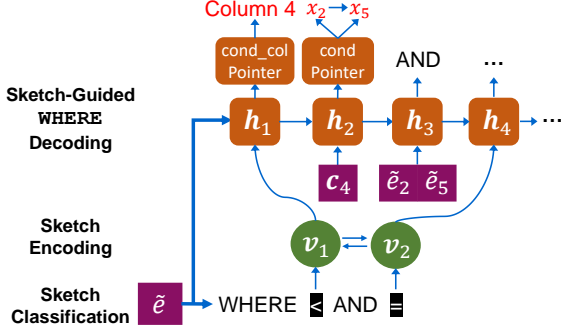 Column 4 x₂ → x₅
cond_col Pointer
cond Pointer
AND
...
Sketch-Guided
WHERE
Decoding
h₁ h₂ h₃ h₄ ...
c₄ ẽ₂ ẽ₅
Sketch
Encoding
v₁ v₂
Sketch
Classification
ẽ WHERE < AND =